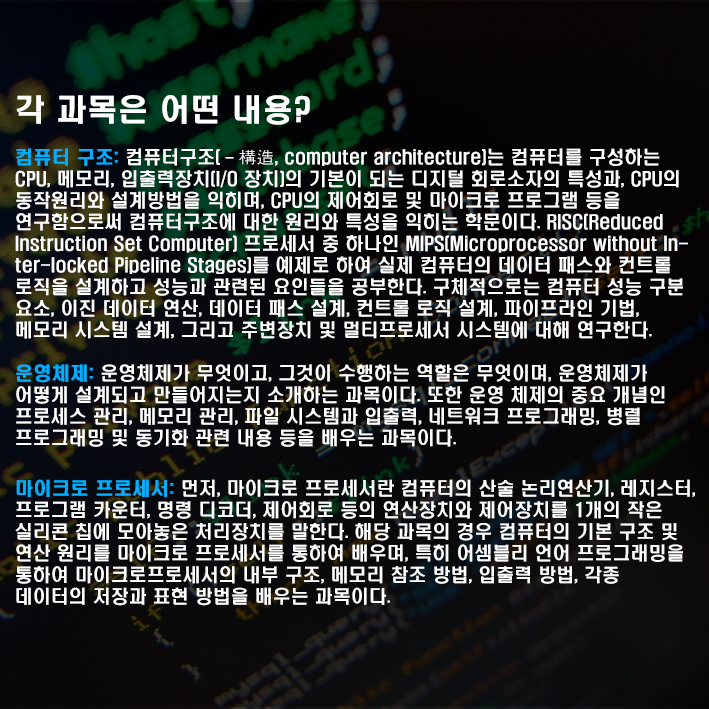 각 과목은 어떤 내용?
컴퓨터 구조: 컴퓨터구조( - 構造, computer architecture)는 컴퓨터를 구성하는
CPU, 메모리, 입출력장치(I/O 장치)의 기본이 되는 디지털 회로소자의 특성과, CPU의
동작원리와 설계방법을 익히며, CPU의 제어회로 및 마이크로 프로그램 등을
연구함으로써 컴퓨터구조에 대한 원리와 특성을 익히는 학문이다. RISC(Reduced
Instruction Set Computer) 프로세서 중 하나인 MIPS(Microprocessor without In-
ter-locked Pipeline Stages)를 예제로 하여 실제 컴퓨터의 데이터 패스와 컨트롤
로직을 설계하고 성능과 관련된 요인들을 공부한다. 구체적으로는 컴퓨터 성능 구분
요소, 이진 데이터 연산, 데이터 패스 설계, 컨트롤 로직 설계, 파이프라인 기법,
메모리 시스템 설계, 그리고 주변장치 및 멀티프로세서 시스템에 대해 연구한다.
운영체제: 운영체제가 무엇이고, 그것이 수행하는 역할은 무엇이며, 운영체제가
어떻게 설계되고 만들어지는지 소개하는 과목이다. 또한 운영 체제의 중요 개념인
프로세스 관리, 메모리 관리, 파일 시스템과 입출력, 네트워크 프로그래밍, 병렬
프로그래밍 및 동기화 관련 내용 등을 배우는 과목이다.
마이크로 프로세서: 먼저, 마이크로 프로세서란 컴퓨터의 산술 논리연산기, 레지스터,
프로그램 카운터, 명령 디코더, 제어회로 등의 연산장치와 제어장치를 1개의 작은
실리콘 칩에 모아놓은 처리장치를 말한다. 해당 과목의 경우 컴퓨터의 기본 구조 및
연산 원리를 마이크로 프로세서를 통하여 배우며, 특히 어셈블리 언어 프로그래밍을
통하여 마이크로프로세서의 내부 구조, 메모리 참조 방법, 입출력 방법, 각종
데이터의 저장과 표현 방법을 배우는 과목이다.